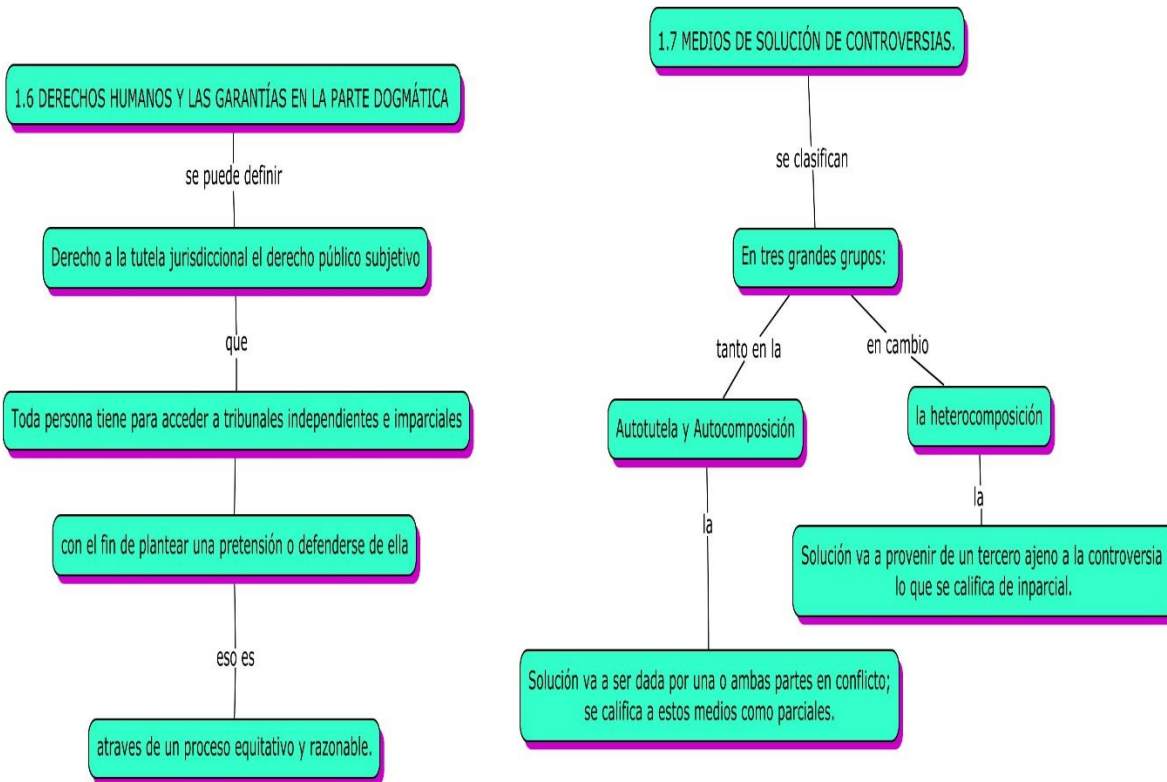 1.6 DERECHOS HUMANOS Y LAS GARANTÍAS EN LA PARTE DOGMÁTICA
se puede definir
Derecho a la tutela jurisdiccional el derecho público subjetivo
que
Toda persona tiene para acceder a tribunales independientes e imparciales
con el fin de plantear una pretensión o defenderse de ella
eso es
atraves de un proceso equitativo y razonable.
1.7 MEDIOS DE SOLUCIÓN DE CONTROVERSIAS.
se clasifican
En tres grandes grupos:
tanto en la
Autotutela y Autocomposición
la
Solución va a ser dada por una o ambas partes en conflicto;
se califica a estos medios como parciales.
en cambio
la heterocomposición
la
Solución va a provenir de un tercero ajeno a la controversia
lo que se califica de inparcial.